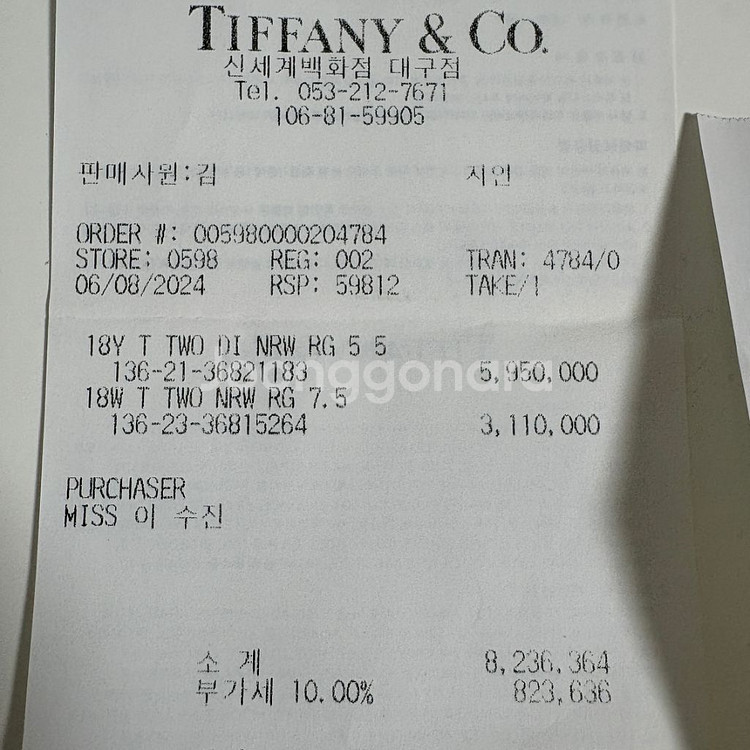 TIFFANY & CO.
신세계백화점 대구점
Tel. 053-212-7671
106-81-59905
판매사원:김 지언
ORDER #: 005980000204784
STORE: 0598 REG: 002 TRAN: 4784/0
06/08/2024 RSP: 59812 TAKE/1
18Y T TWO DI NRW RG 5 5
136-21-36821183 5,950,000
18W T TWO NRW RG 7.5
136-23-36815264 3,110,000
PURCHASER
MISS 이 수진
소 계 8,236,364
부가세 10.00% 823,636